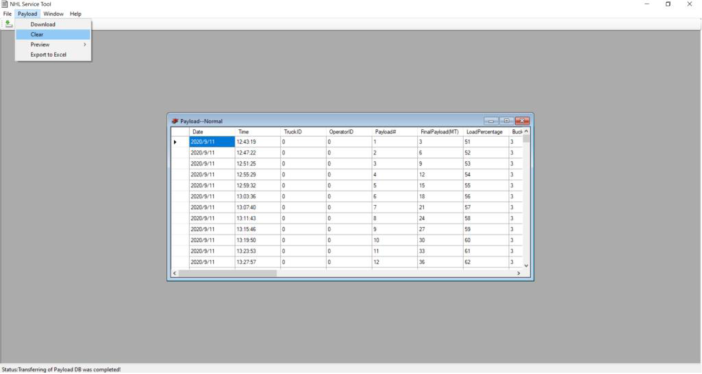 NHL Service Tool
File Payload Window Help
Download
Clear
Preview
Export to Excel
Payload--Normal
Date Time TruckID OperatorID Payload# FinalPayload(MT) LoadPercentage Buck
2020/9/11 12:43:19 0 0 1 3 51 3
2020/9/11 12:47:22 0 0 2 6 52 3
2020/9/11 12:51:25 0 0 3 9 53 3
2020/9/11 12:55:29 0 0 4 12 54 3
2020/9/11 12:59:32 0 0 5 15 55 3
2020/9/11 13:03:36 0 0 6 18 56 3
2020/9/11 13:07:40 0 0 7 21 57 3
2020/9/11 13:11:43 0 0 8 24 58 3
2020/9/11 13:15:46 0 0 9 27 59 3
2020/9/11 13:19:50 0 0 10 30 60 3
2020/9/11 13:23:53 0 0 11 33 61 3
2020/9/11 13:27:57 0 0 12 36 62 3
Status:Transferring of Payload DB was completed!